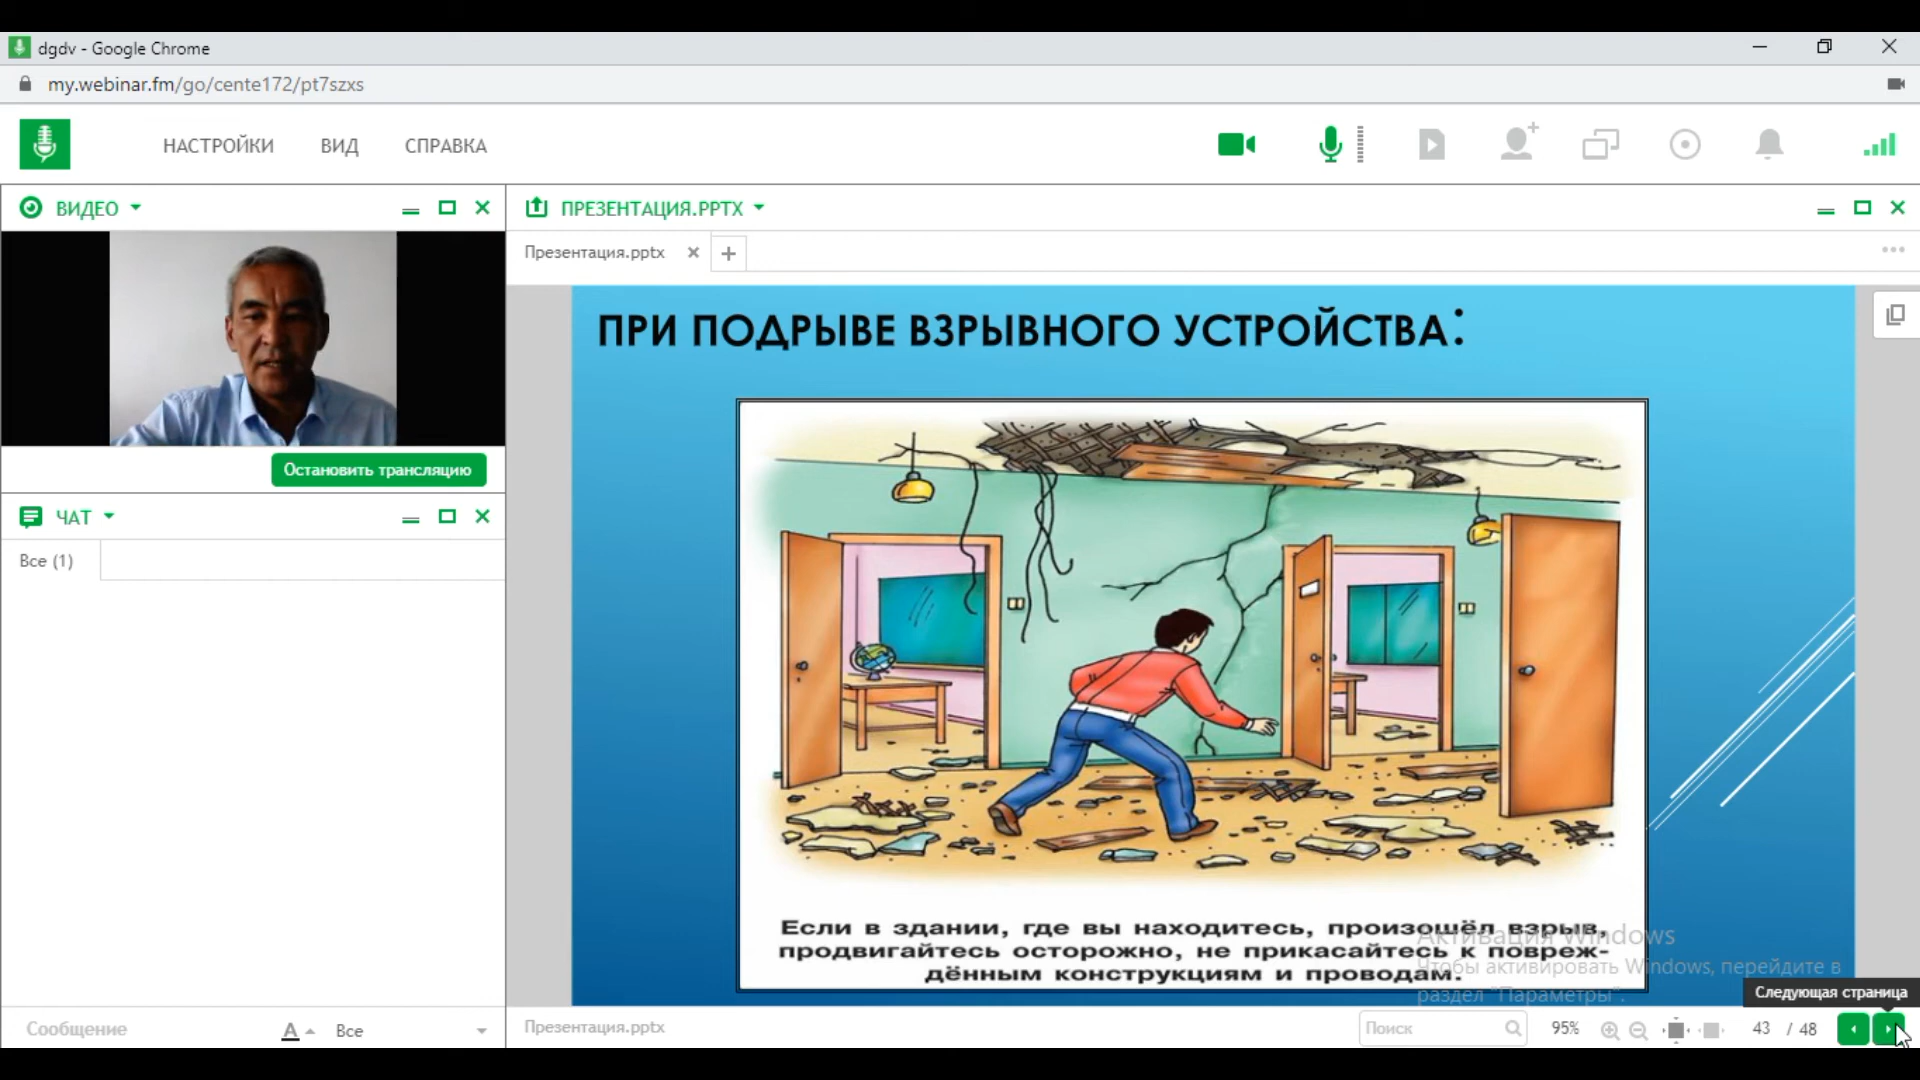 dgdv - Google Chrome
my.webinar.fm/go/cente172/pt7szxs
НАСТРОЙКИ ВИД СПРАВКА
ВИДЕО
ПРЕЗЕНТАЦИЯ.PPTX
Презентация.pptx
Остановить трансляцию
ЧАТ
Все (1)
ПРИ ПОДРЫВЕ ВЗРЫВНОГО УСТРОЙСТВА:
Если в здании, где вы находитесь, произошёл взрыв,
продвигайтесь осторожно, не прикасайтесь к повреж-
дённым конструкциям и проводам.
Активация Windows
Чтобы активировать Windows, перейдите в
раздел "Параметры".
Следующая страница
Сообщение
А
Все
Презентация.pptx
Поиск
95%
43 / 48